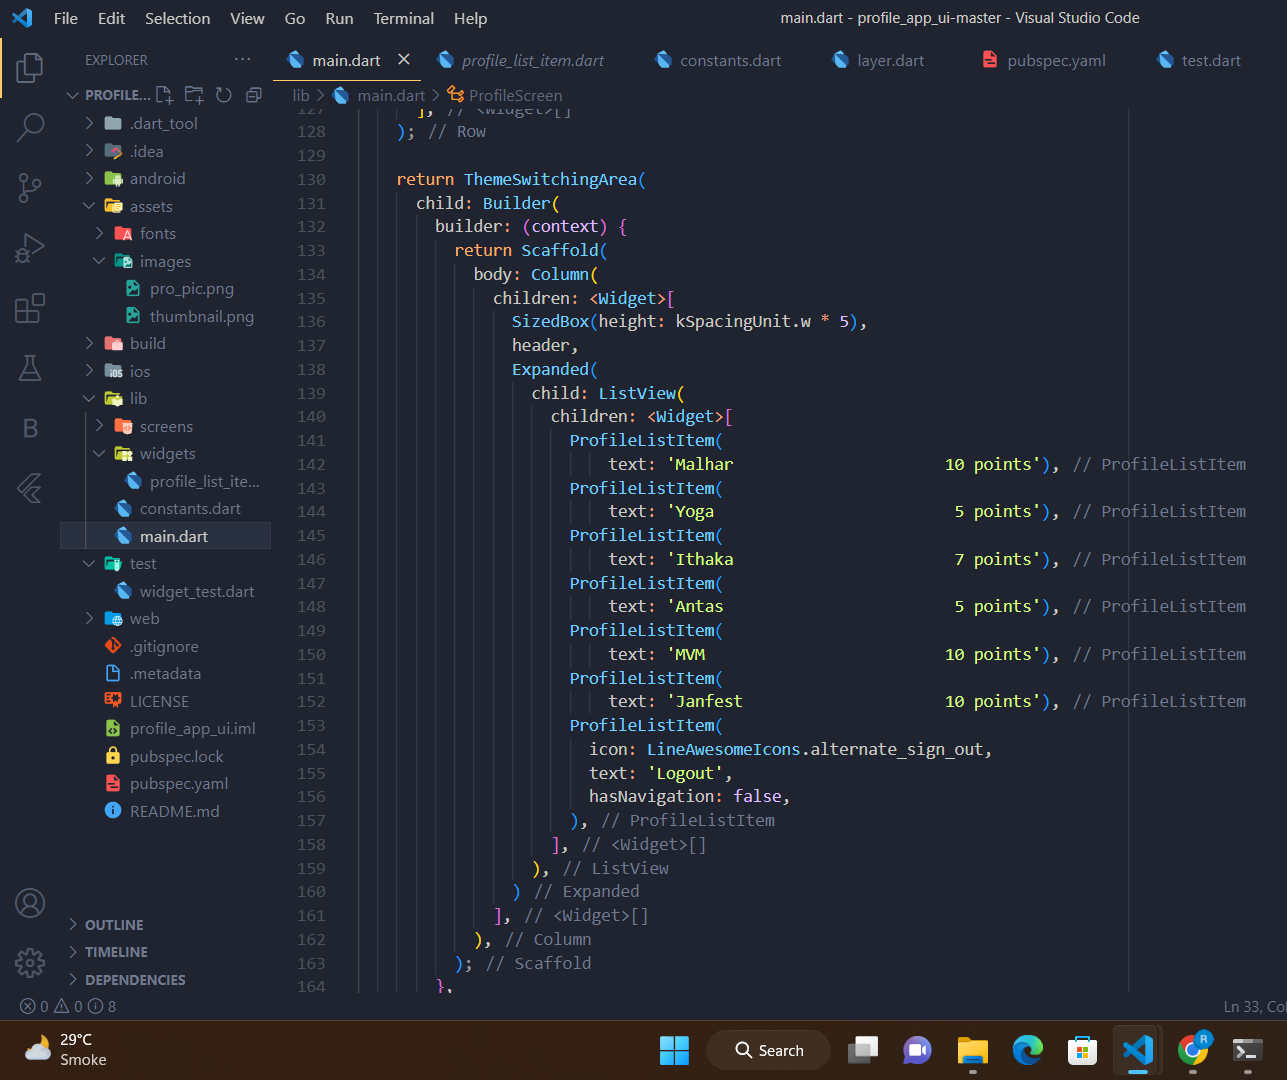 File Edit Selection View Go Run Terminal Help
main.dart - profile_app_ui-master - Visual Studio Code
EXPLORER ···
main.dart
profile_list_item.dart
constants.dart
layer.dart
pubspec.yaml
test.dart
PROFILE...
lib > main.dart > ProfileScreen
.dart_tool
.idea
android
assets
fonts
images
pro_pic.png
thumbnail.png
build
ios
lib
screens
widgets
profile_list_ite...
constants.dart
main.dart
test
widget_test.dart
web
.gitignore
.metadata
LICENSE
profile_app_ui.iml
pubspec.lock
pubspec.yaml
README.md
OUTLINE
TIMELINE
DEPENDENCIES
127 ], // <Widget>[]
128 ); // Row
129
130 return ThemeSwitchingArea(
131 child: Builder(
132 builder: (context) {
133 return Scaffold(
134 body: Column(
135 children: <Widget>[
136 SizedBox(height: kSpacingUnit.w * 5),
137 header,
138 Expanded(
139 child: ListView(
140 children: <Widget>[
141 ProfileListItem(
142 text: 'Malhar 10 points'), // ProfileListItem
143 ProfileListItem(
144 text: 'Yoga 5 points'), // ProfileListItem
145 ProfileListItem(
146 text: 'Ithaka 7 points'), // ProfileListItem
147 ProfileListItem(
148 text: 'Antas 5 points'), // ProfileListItem
149 ProfileListItem(
150 text: 'MVM 10 points'), // ProfileListItem
151 ProfileListItem(
152 text: 'Janfest 10 points'), // ProfileListItem
153 ProfileListItem(
154 icon: LineAwesomeIcons.alternate_sign_out,
155 text: 'Logout',
156 hasNavigation: false,
157 ), // ProfileListItem
158 ], // <Widget>[]
159 ), // ListView
160 ) // Expanded
161 ], // <Widget>[]
162 ), // Column
163 ); // Scaffold
164 },
0 0 8
Ln 33, Co
29°C
Smoke
Search
R